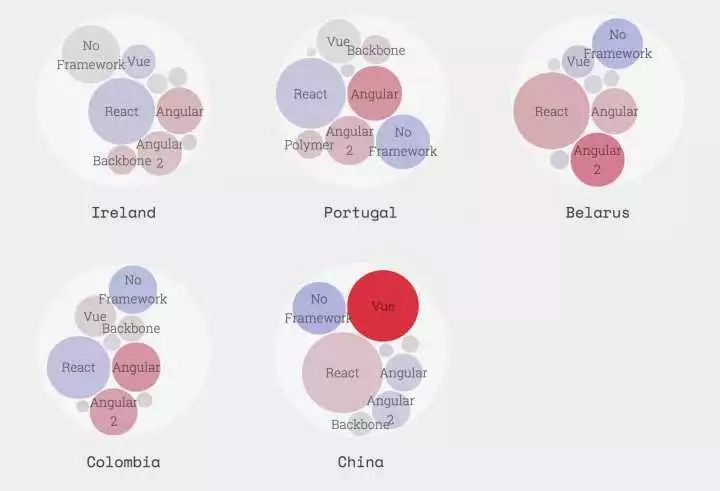 No
Framework
Vue
React
Angular
Angular
2
Backbone
Ireland
Vue
Backbone
React
Angular
Angular
2
No
Framework
Polymer
Portugal
No
Framework
Vue
React
Angular
Angular
2
Belarus
No
Framework
Vue
Backbone
React
Angular
Angular
2
Colombia
No
Framework
Vue
React
Angular
Angular
2
Backbone
China